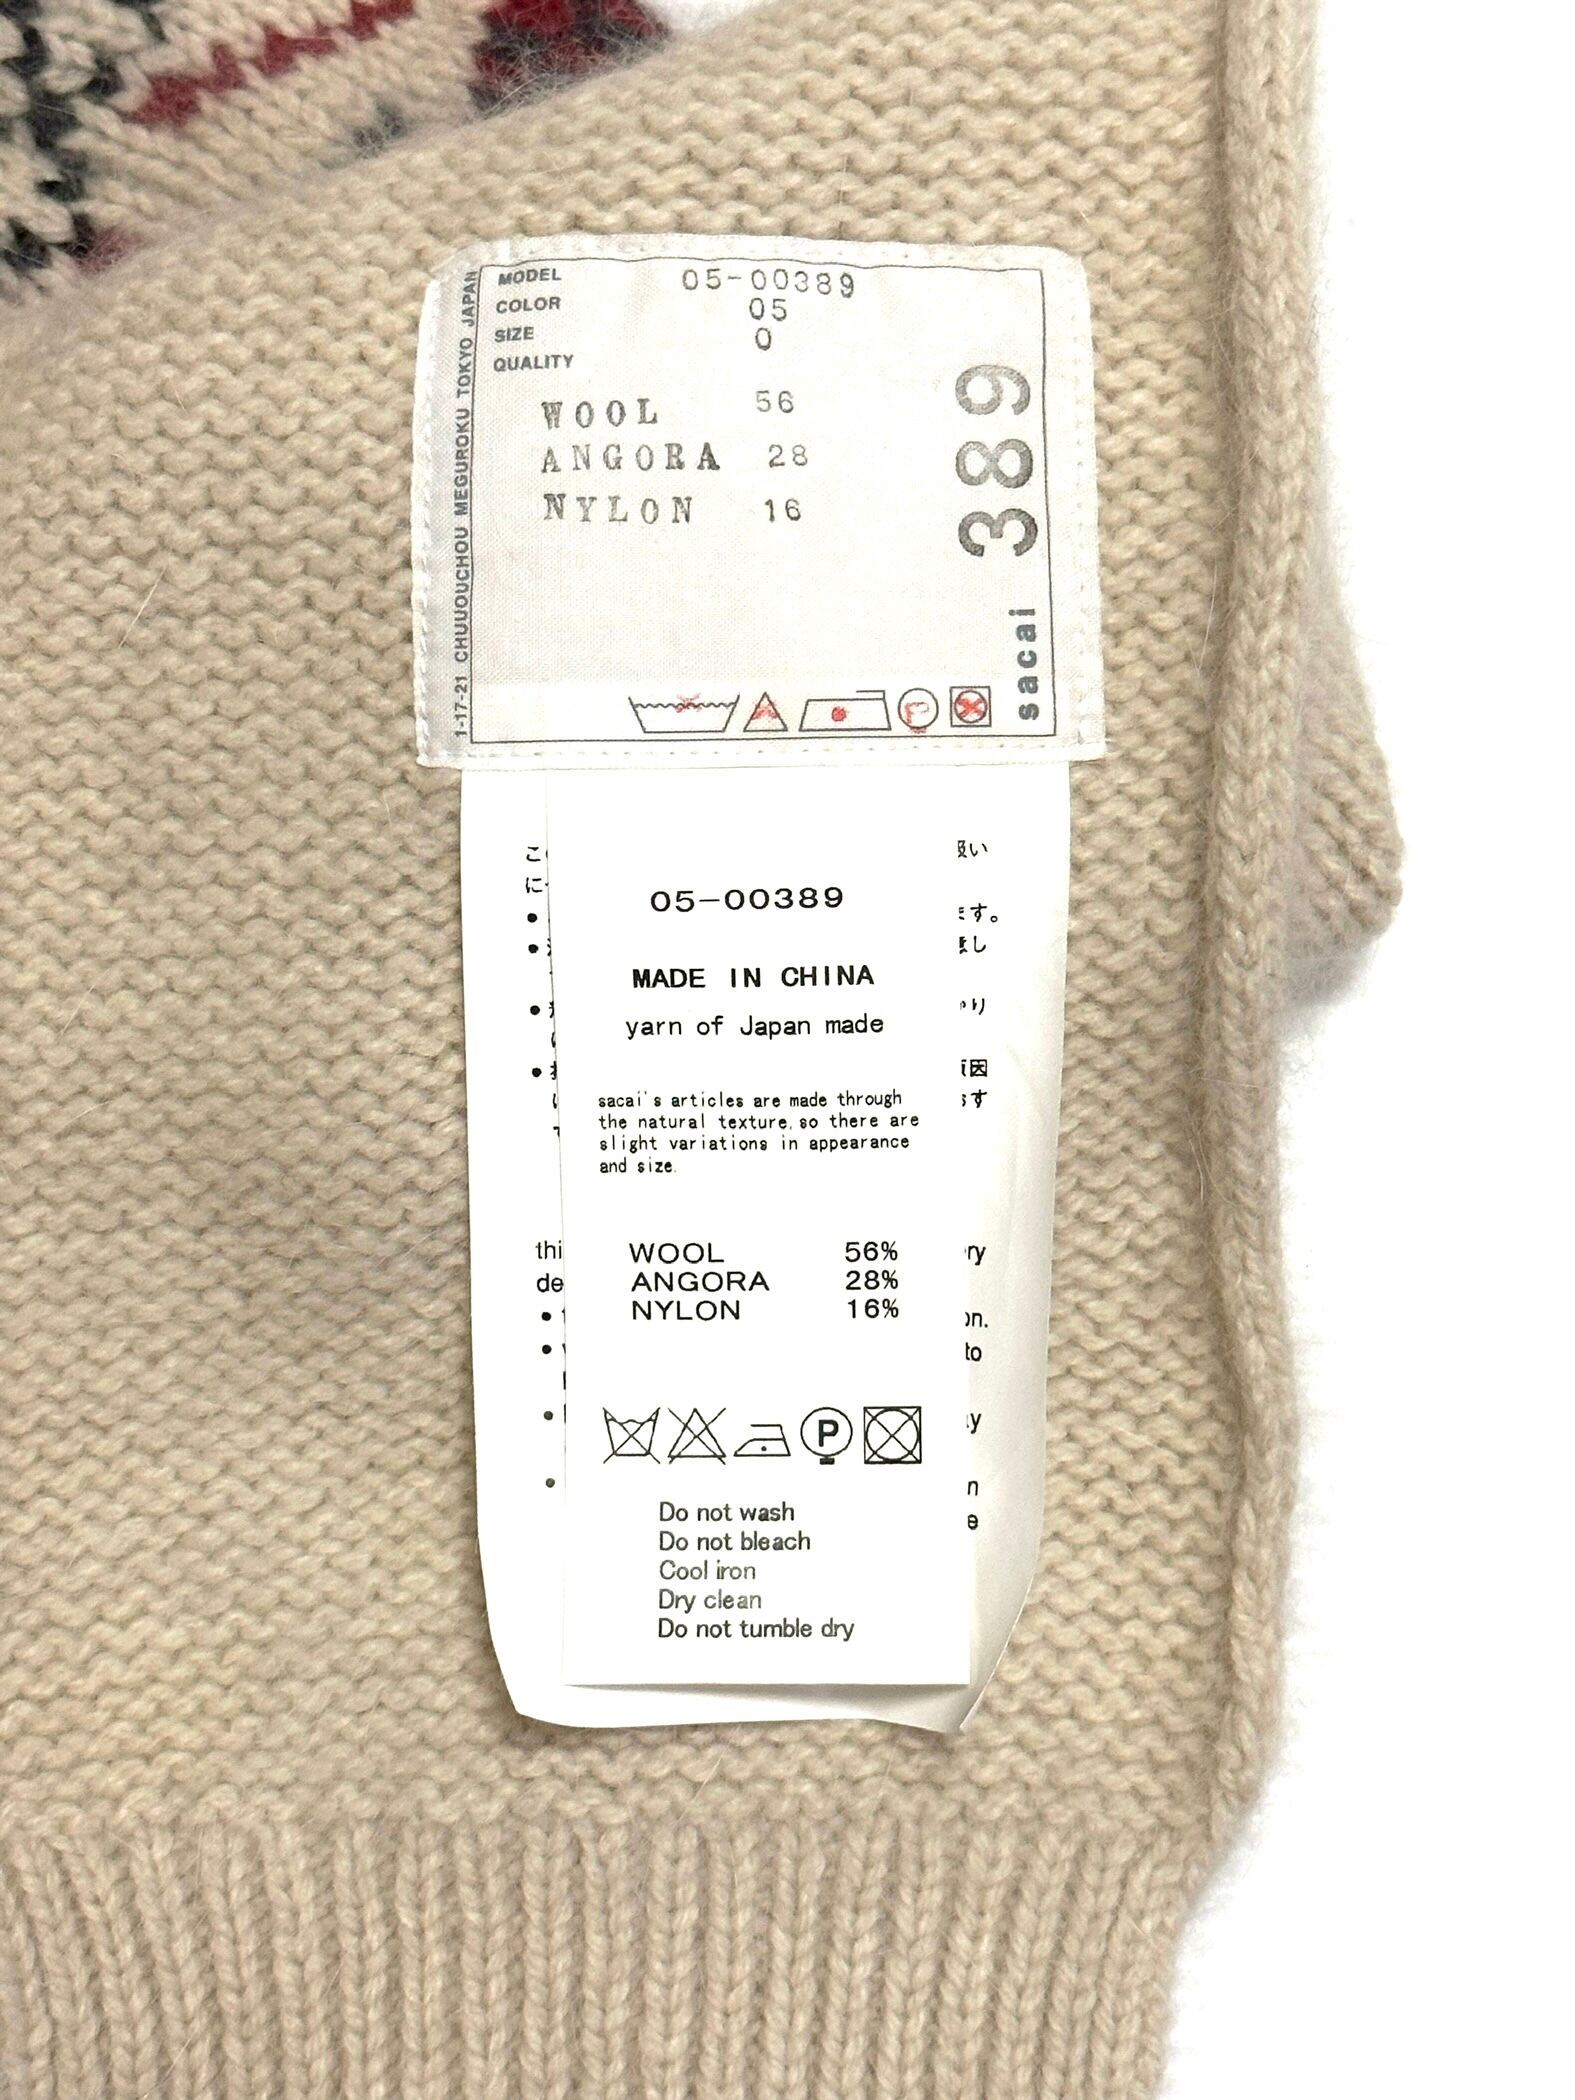 MODEL 05-00389
COLOR 05
SIZE 0
QUALITY
WOOL 56
ANGORA 28
NYLON 16
389
sacai
1-17-21 CHUUOUCHOU MEGUROKU TOKYO JAPAN
05-00389
MADE IN CHINA
yarn of Japan made
sacai's articles are made through
the natural texture, so there are
slight variations in appearance
and size.
WOOL 56%
ANGORA 28%
NYLON 16%
P
Do not wash
Do not bleach
Cool iron
Dry clean
Do not tumble dry